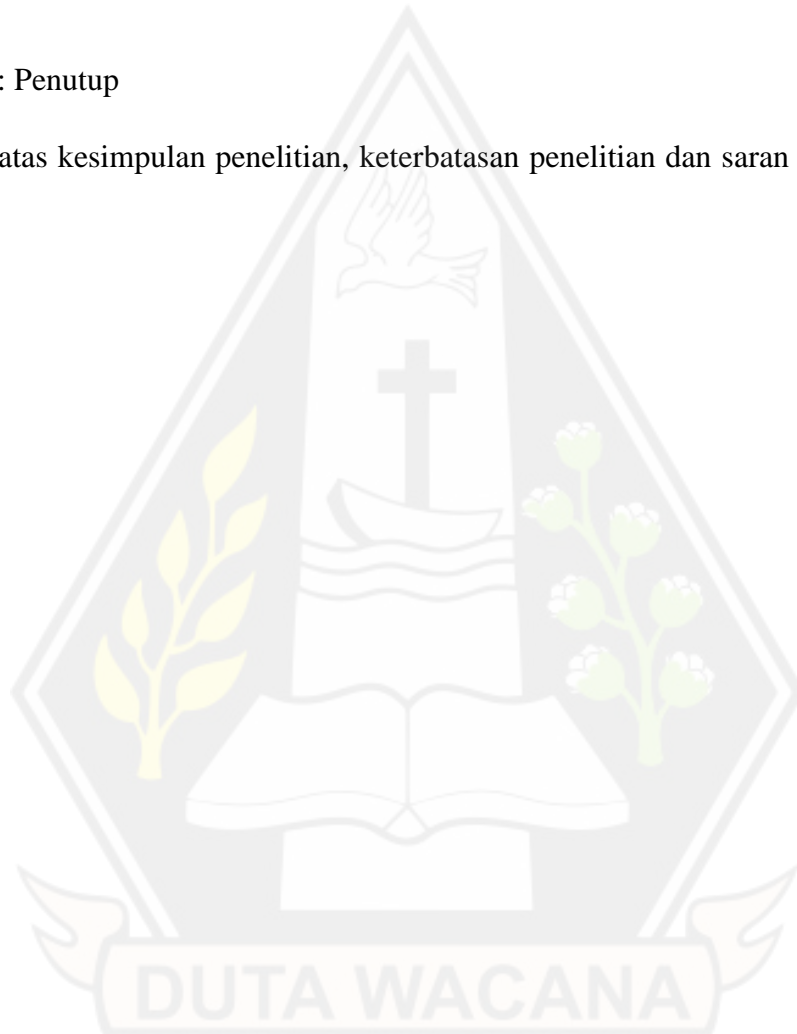 : Penutup
atas kesimpulan penelitian, keterbatasan penelitian dan saran
DUTA WACANA